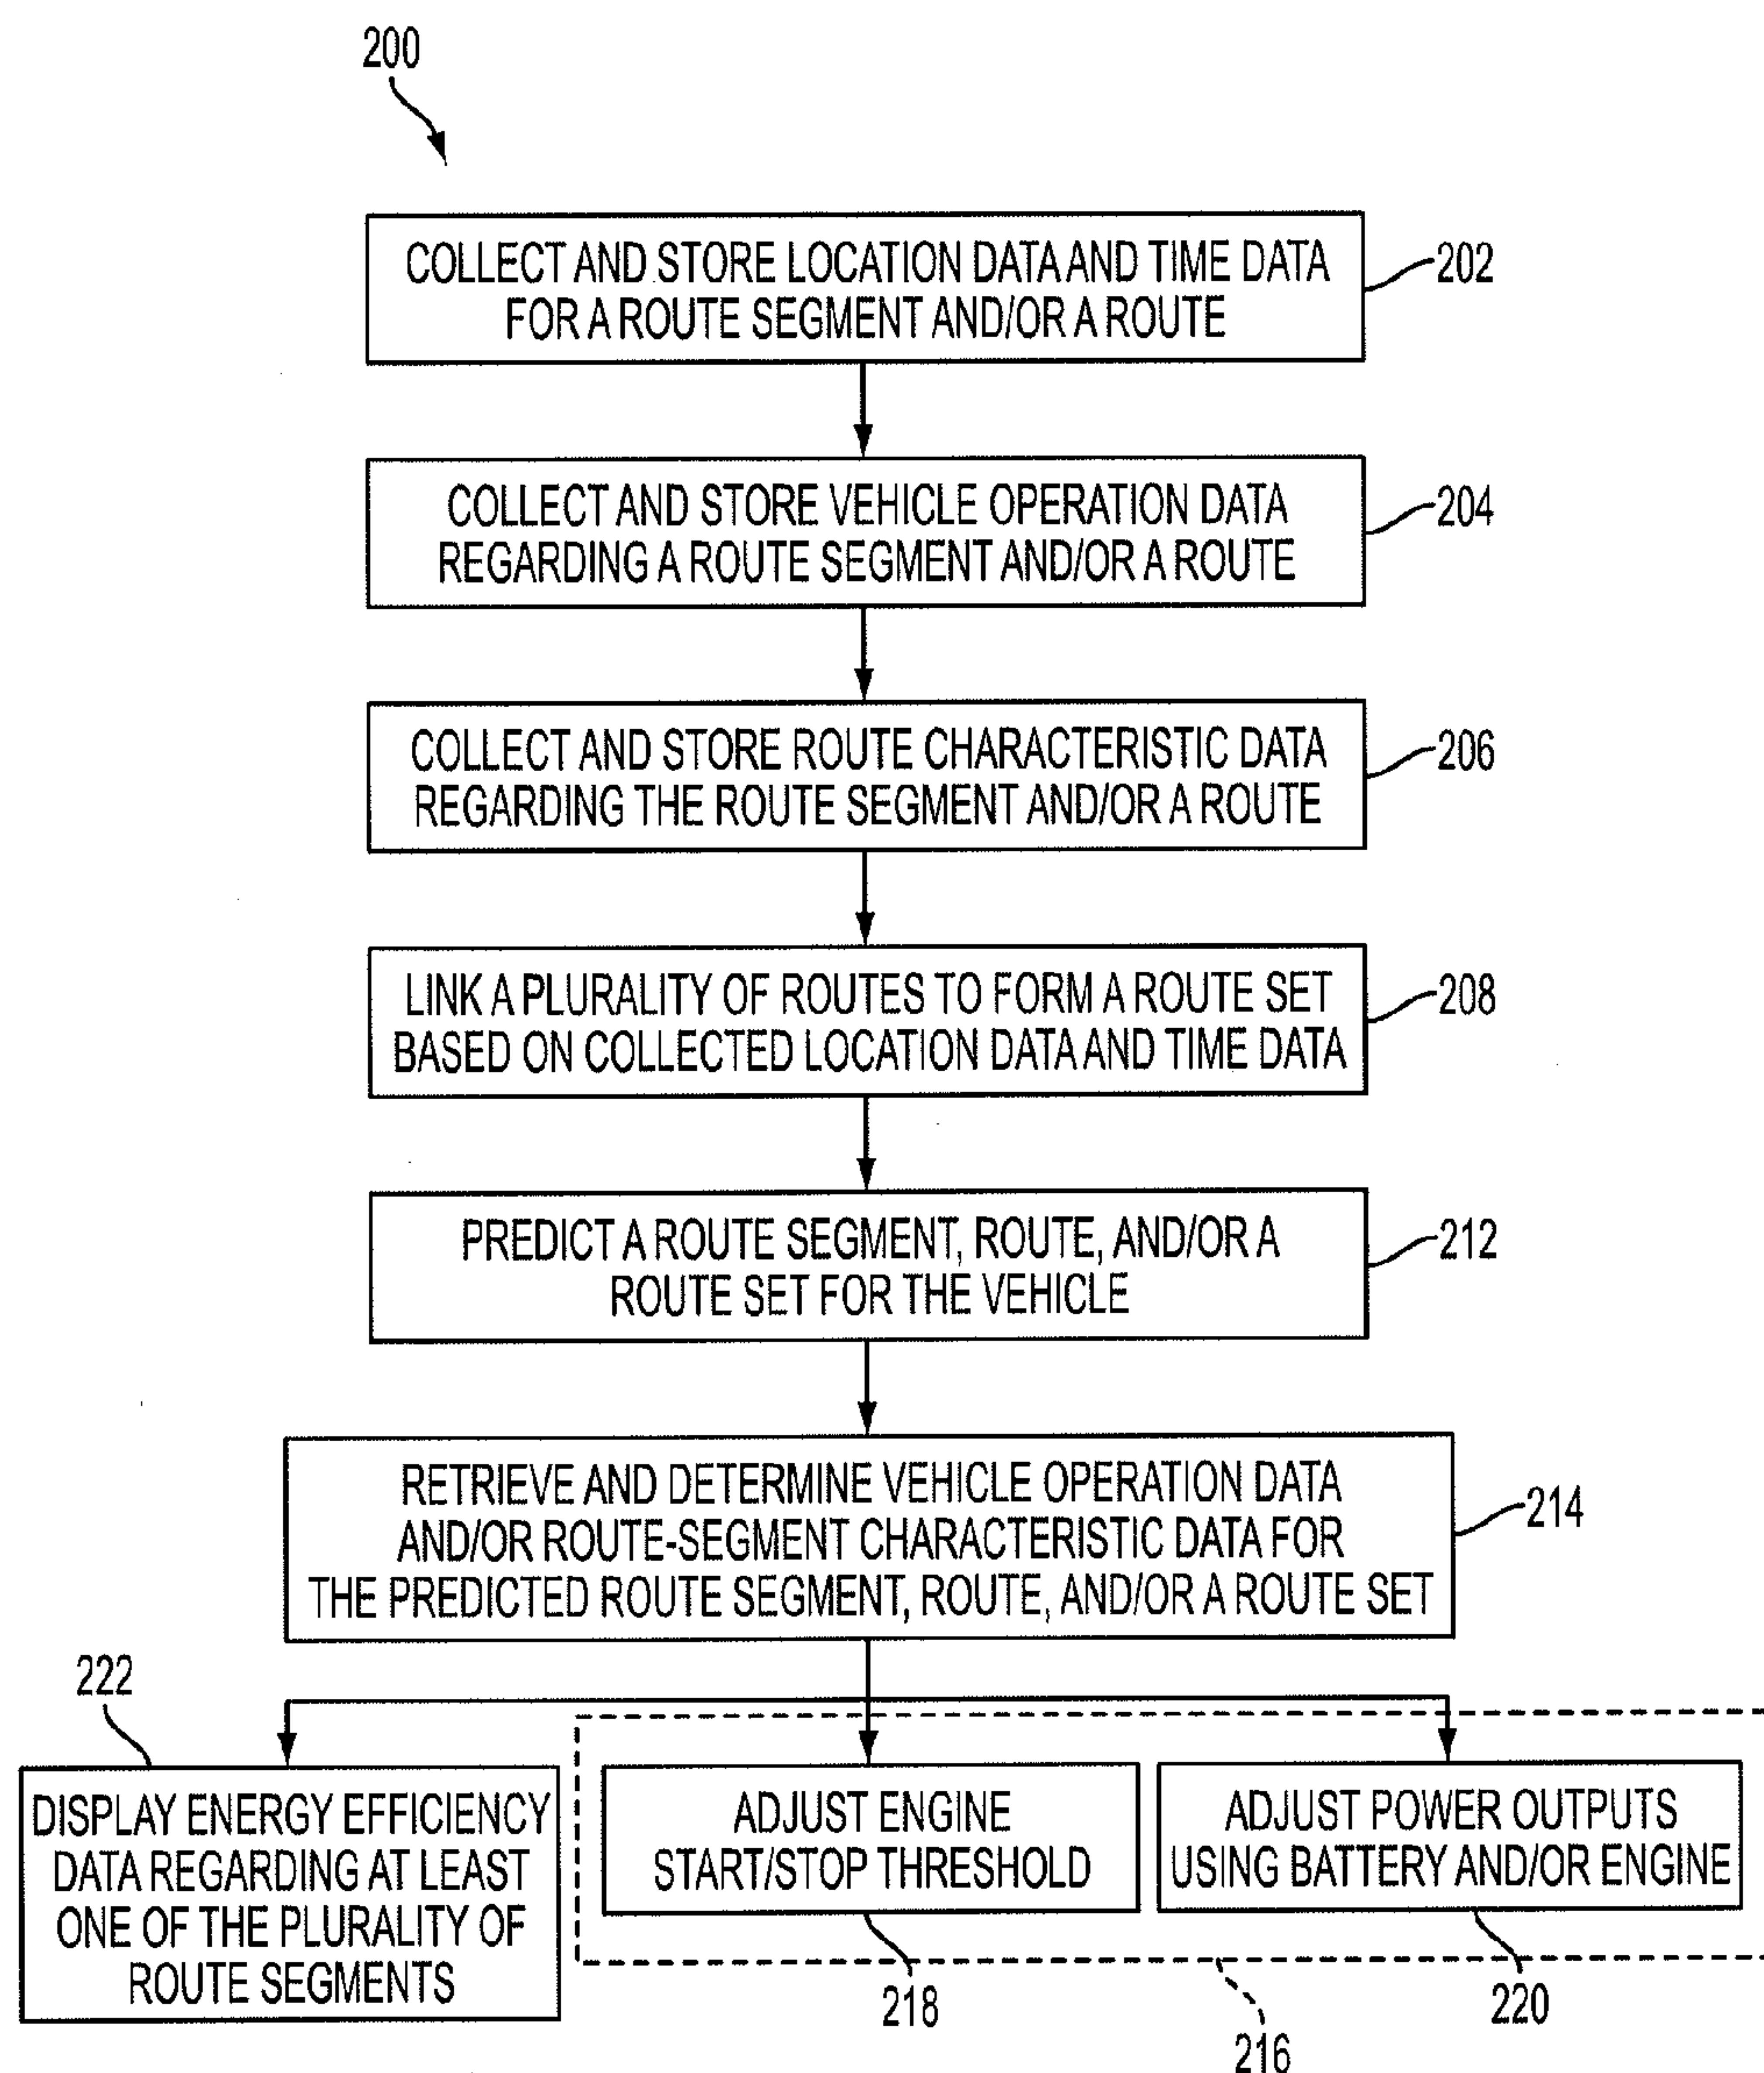 200
COLLECT AND STORE LOCATION DATA AND TIME DATA
FOR A ROUTE SEGMENT AND/OR A ROUTE
202
COLLECT AND STORE VEHICLE OPERATION DATA
REGARDING A ROUTE SEGMENT AND/OR A ROUTE
204
COLLECT AND STORE ROUTE CHARACTERISTIC DATA
REGARDING THE ROUTE SEGMENT AND/OR A ROUTE
206
LINK A PLURALITY OF ROUTES TO FORM A ROUTE SET
BASED ON COLLECTED LOCATION DATA AND TIME DATA
208
PREDICT A ROUTE SEGMENT, ROUTE, AND/OR A
ROUTE SET FOR THE VEHICLE
212
RETRIEVE AND DETERMINE VEHICLE OPERATION DATA
AND/OR ROUTE-SEGMENT CHARACTERISTIC DATA FOR
THE PREDICTED ROUTE SEGMENT, ROUTE, AND/OR A ROUTE SET
214
222
DISPLAY ENERGY EFFICIENCY
DATA REGARDING AT LEAST
ONE OF THE PLURALITY OF
ROUTE SEGMENTS
ADJUST ENGINE
START/STOP THRESHOLD
218
ADJUST POWER OUTPUTS
USING BATTERY AND/OR ENGINE
220
216